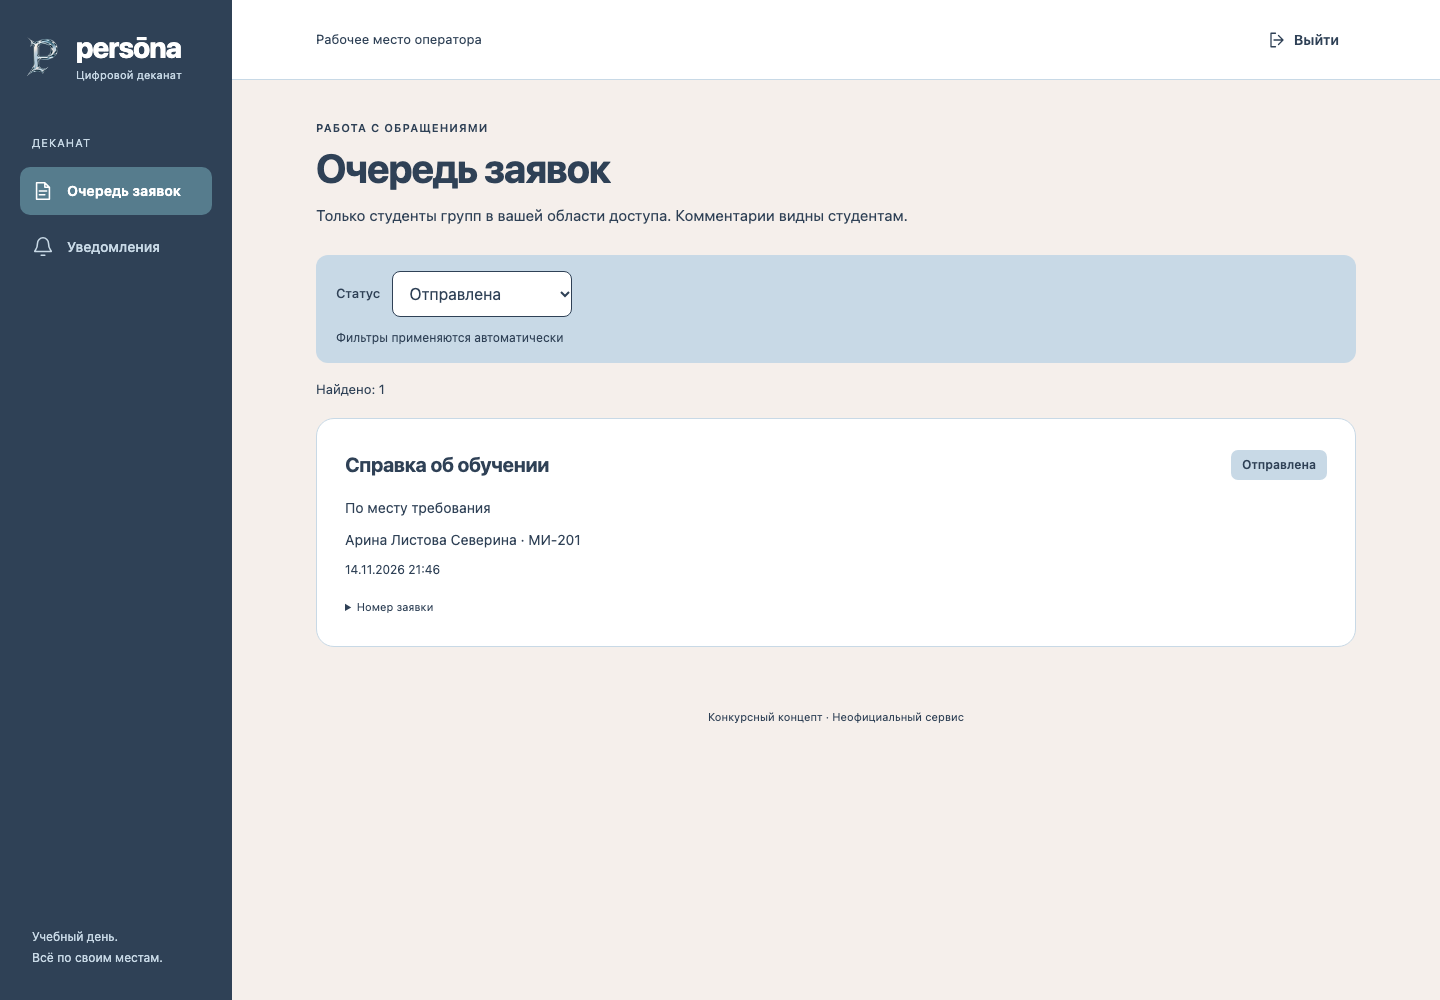 persōna
Цифровой деканат
ДЕКАНАТ
Очередь заявок
Уведомления
Учебный день.
Всё по своим местам.
Рабочее место оператора
Выйти
РАБОТА С ОБРАЩЕНИЯМИ
Очередь заявок
Только студенты групп в вашей области доступа. Комментарии видны студентам.
Статус
Отправлена
Фильтры применяются автоматически
Найдено: 1
Справка об обучении
Отправлена
По месту требования
Арина Листова Северина · МИ-201
14.11.2026 21:46
Номер заявки
Конкурсный концепт · Неофициальный сервис